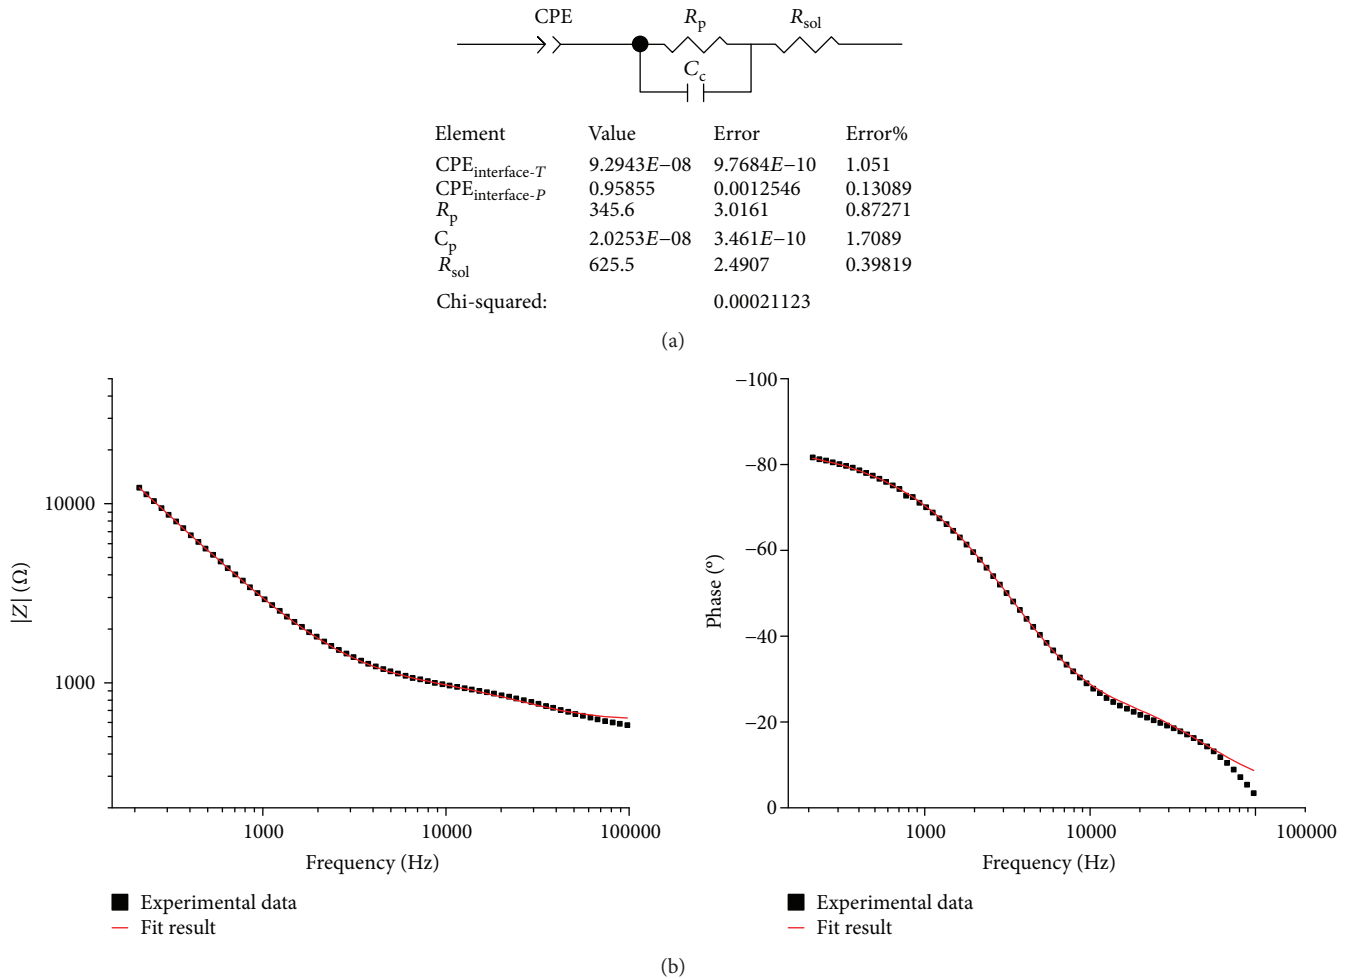 CPE R_p R_sol
C_c
Element Value Error Error%
CPE_interface-T 9.2943E−08 9.7684E−10 1.051
CPE_interface-P 0.95855 0.0012546 0.13089
R_p 345.6 3.0161 0.87271
C_p 2.0253E−08 3.461E−10 1.7089
R_sol 625.5 2.4907 0.39819
Chi-squared: 0.00021123
(a)
|Z| (Ω)
10000
1000
1000 10000 100000
Frequency (Hz)
Experimental data
Fit result
Phase (°)
−100
−80
−60
−40
−20
0
1000 10000 100000
Frequency (Hz)
Experimental data
Fit result
(b)